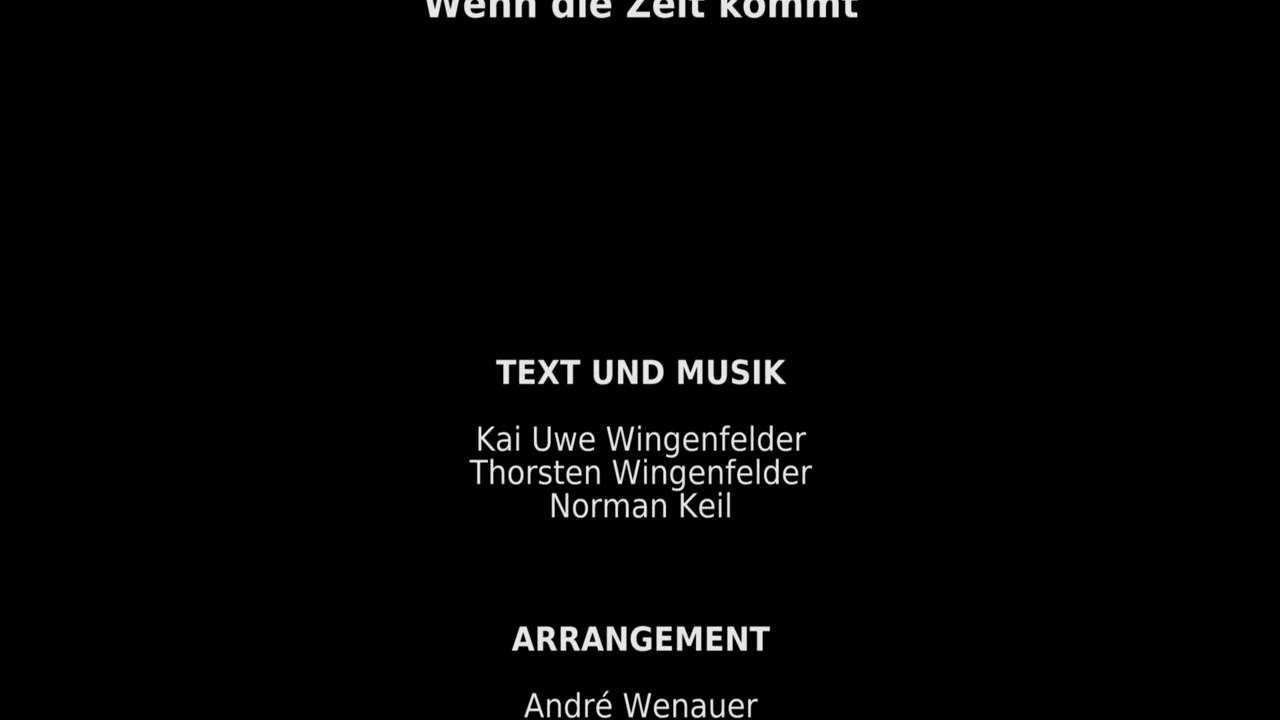 Wenn die Zeit kommt
TEXT UND MUSIK
Kai Uwe Wingenfelder
Thorsten Wingenfelder
Norman Keil
ARRANGEMENT
André Wenauer